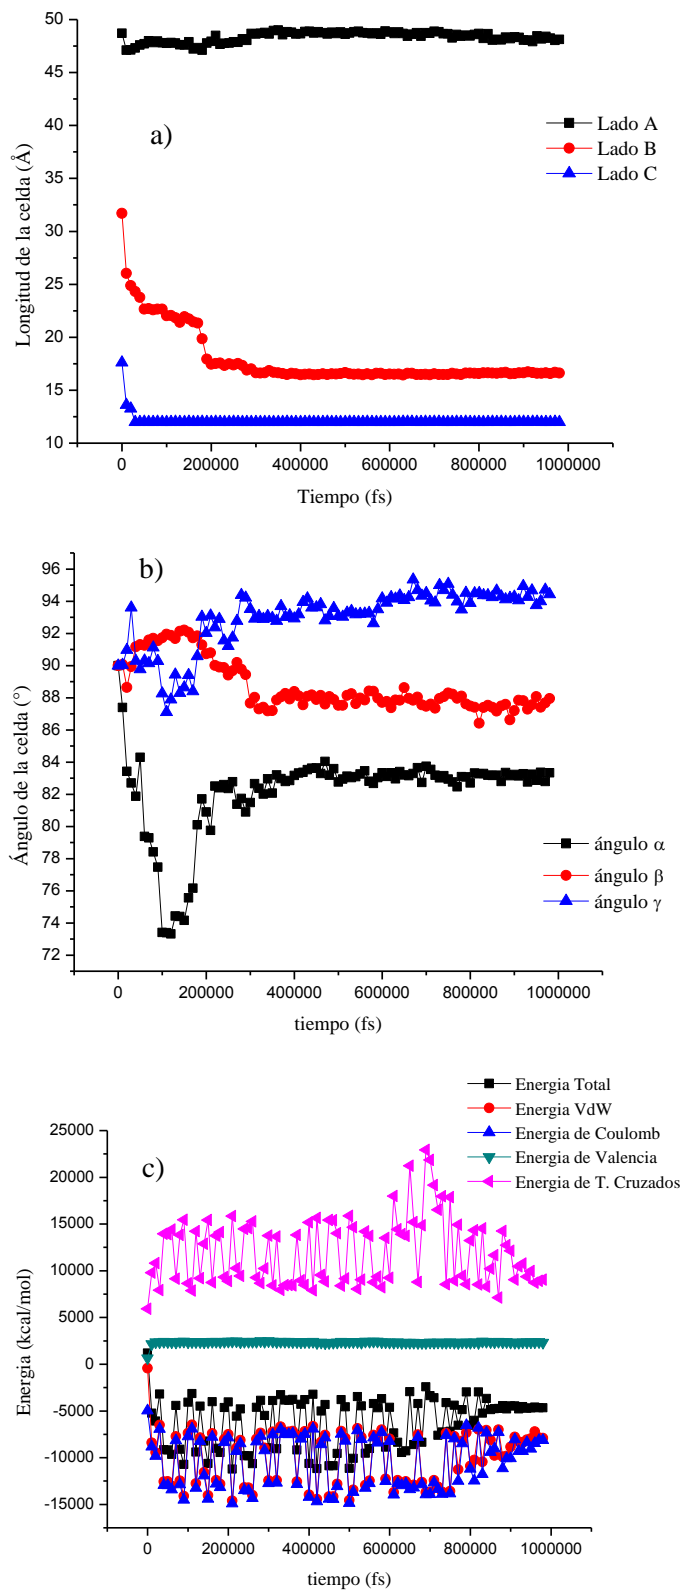 50
45
40
35
30
25
20
15
10
Longitud de la celda (Å)
a)
Lado A
Lado B
Lado C
0 200000 400000 600000 800000 1000000
Tiempo (fs)
96
94
92
90
88
86
84
82
80
78
76
74
72
Ángulo de la celda (°)
b)
ángulo α
ángulo β
ángulo γ
0 200000 400000 600000 800000 1000000
tiempo (fs)
Energia Total
Energia VdW
Energia de Coulomb
Energia de Valencia
Energia de T. Cruzados
25000
20000
15000
10000
5000
0
-5000
-10000
-15000
Energia (kcal/mol)
c)
0 200000 400000 600000 800000 1000000
tiempo (fs)